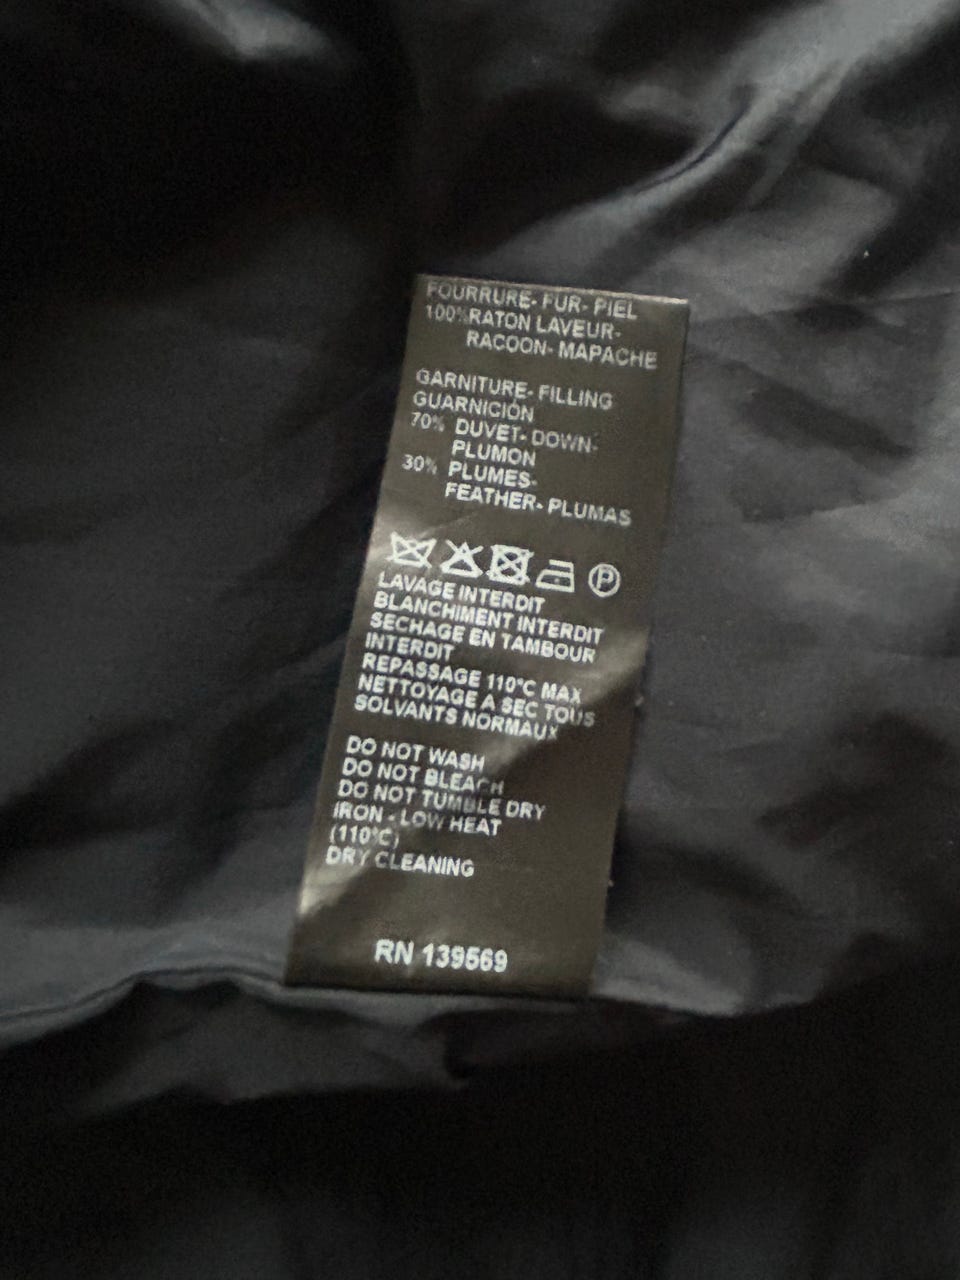 FOURRURE- FUR- PIEL
100%RATON LAVEUR-
RACOON- MAPACHE
GARNITURE- FILLING
GUARNICIÓN
70% DUVET- DOWN-
PLUMON
30% PLUMES-
FEATHER- PLUMAS
P
LAVAGE INTERDIT
BLANCHIMENT INTERDIT
SECHAGE EN TAMBOUR
INTERDIT
REPASSAGE 110°C MAX
NETTOYAGE A SEC TOUS
SOLVANTS NORMAUX
DO NOT WASH
DO NOT BLEACH
DO NOT TUMBLE DRY
IRON - LOW HEAT
(110°C)
DRY CLEANING
RN 139569